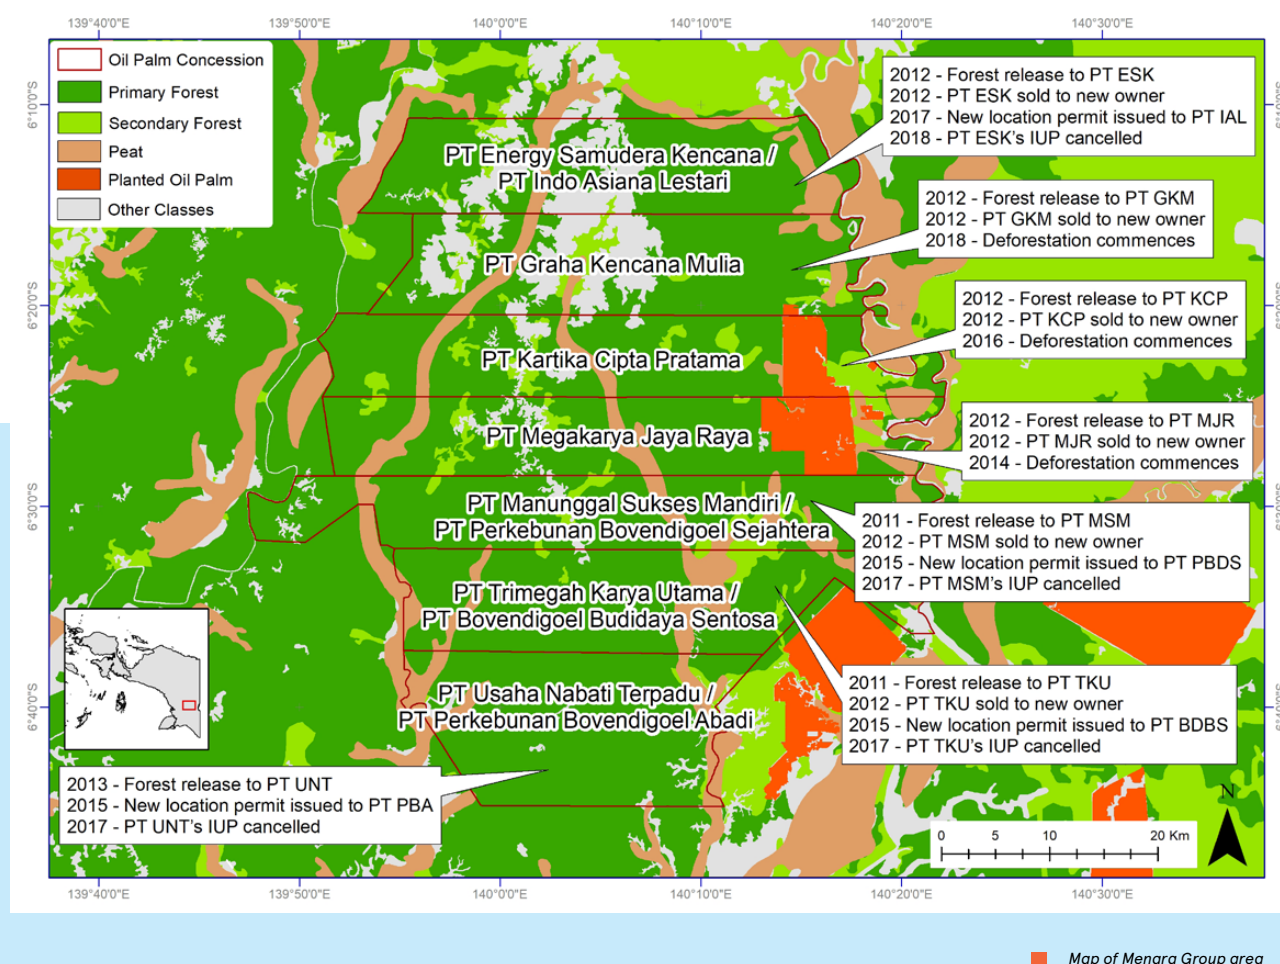 139°40'0"E
139°50'0"E
140°0'0"E
140°10'0"E
140°20'0"E
140°30'0"E
6°10'0"S
6°20'0"S
6°30'0"S
6°40'0"S
Oil Palm Concession
Primary Forest
Secondary Forest
Peat
Planted Oil Palm
Other Classes
2012 - Forest release to PT ESK
2012 - PT ESK sold to new owner
2017 - New location permit issued to PT IAL
2018 - PT ESK's IUP cancelled
PT Energy Samudera Kencana /
PT Indo Asiana Lestari
2012 - Forest release to PT GKM
2012 - PT GKM sold to new owner
2018 - Deforestation commences
PT Graha Kencana Mulia
2012 - Forest release to PT KCP
2012 - PT KCP sold to new owner
2016 - Deforestation commences
PT Kartika Cipta Pratama
2012 - Forest release to PT MJR
2012 - PT MJR sold to new owner
2014 - Deforestation commences
PT Megakarya Jaya Raya
PT Manunggal Sukses Mandiri /
PT Perkebunan Bovendigoel Sejahtera
2011 - Forest release to PT MSM
2012 - PT MSM sold to new owner
2015 - New location permit issued to PT PBDS
2017 - PT MSM's IUP cancelled
PT Trimegah Karya Utama /
PT Bovendigoel Budidaya Sentosa
2011 - Forest release to PT TKU
2012 - PT TKU sold to new owner
2015 - New location permit issued to PT BDBS
2017 - PT TKU's IUP cancelled
PT Usaha Nabati Terpadu /
PT Perkebunan Bovendigoel Abadi
2013 - Forest release to PT UNT
2015 - New location permit issued to PT PBA
2017 - PT UNT's IUP cancelled
N
0 5 10 20 Km
139°40'0"E
139°50'0"E
140°0'0"E
140°10'0"E
140°20'0"E
140°30'0"E
Map of Menara Group area